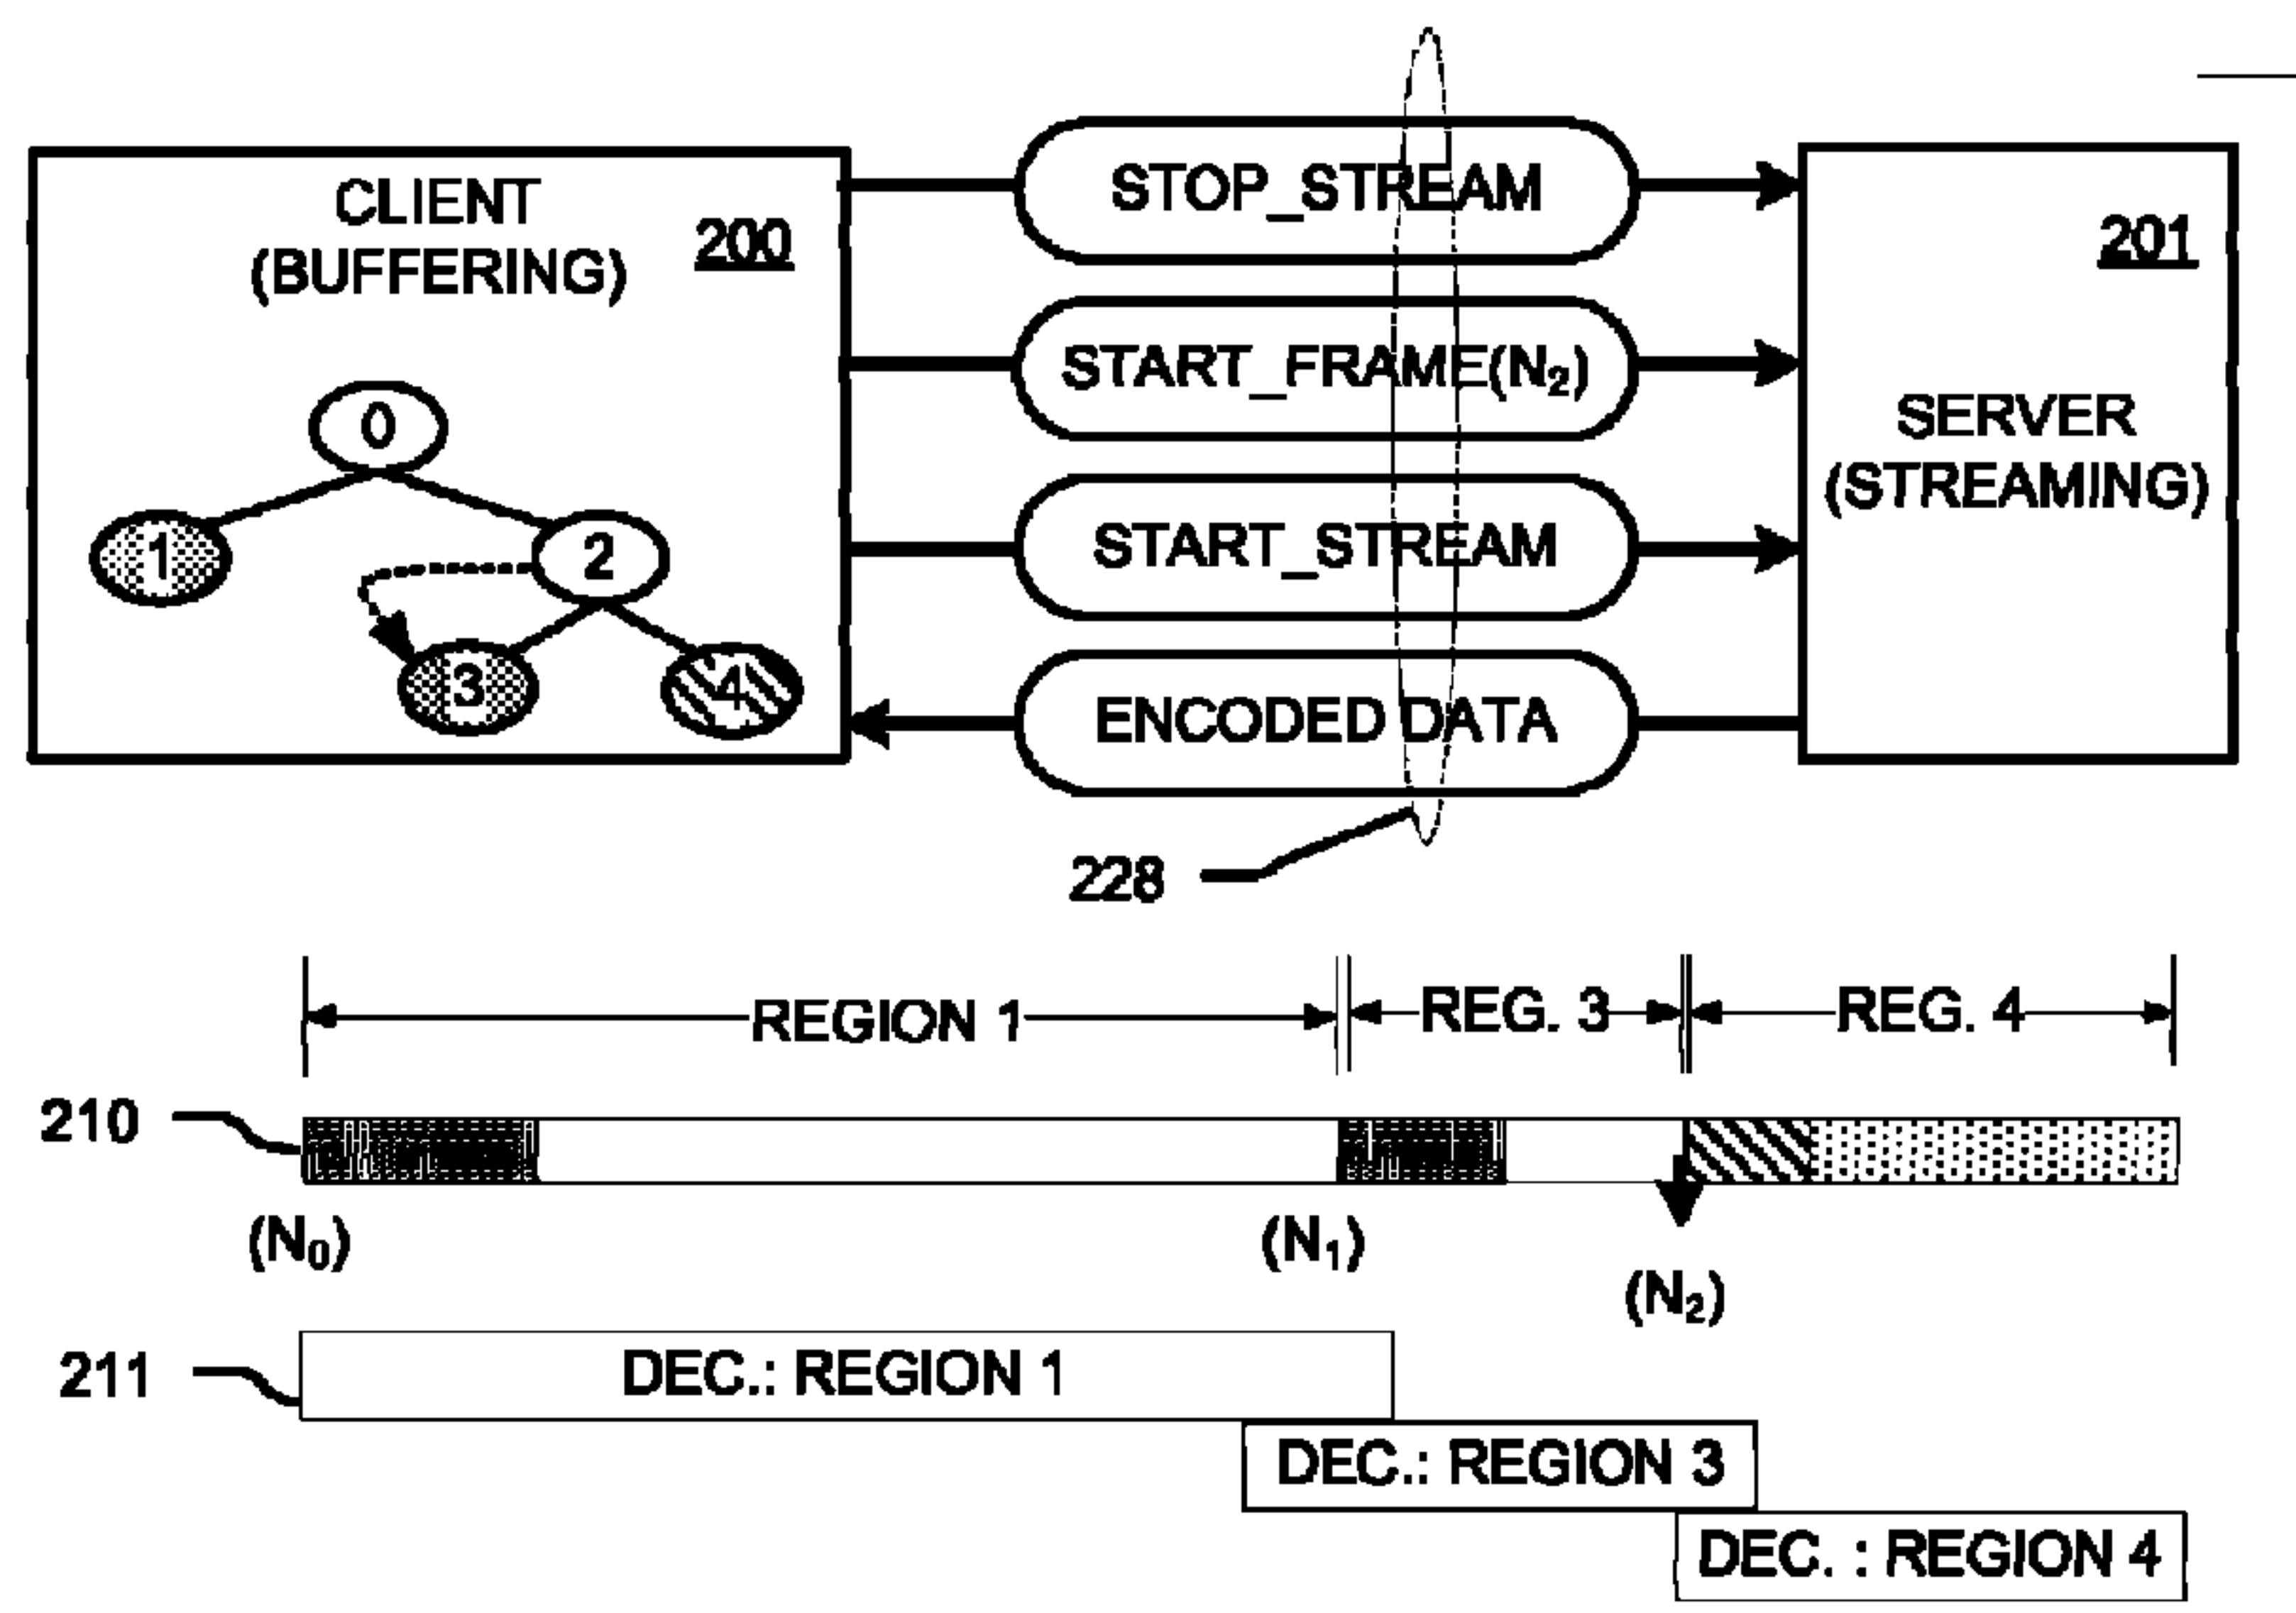 CLIENT
(BUFFERING)
200
0
1
2
3
4
STOP_STREAM
START_FRAME(N₂)
START_STREAM
ENCODED DATA
201
SERVER
(STREAMING)
228
REGION 1
REG. 3
REG. 4
210
(N₀)
(N₁)
(N₂)
211
DEC.: REGION 1
DEC.: REGION 3
DEC. : REGION 4